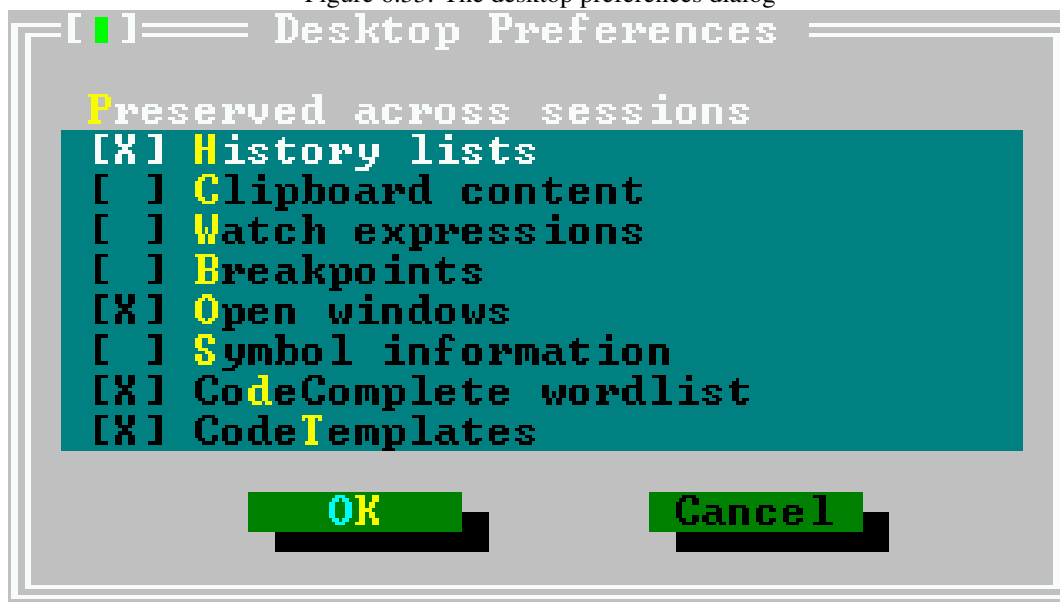 [ ] Desktop Preferences
Preserved across sessions
[X] History lists
[ ] Clipboard content
[ ] Watch expressions
[ ] Breakpoints
[X] Open windows
[ ] Symbol information
[X] CodeComplete wordlist
[X] CodeTemplates
OK Cancel